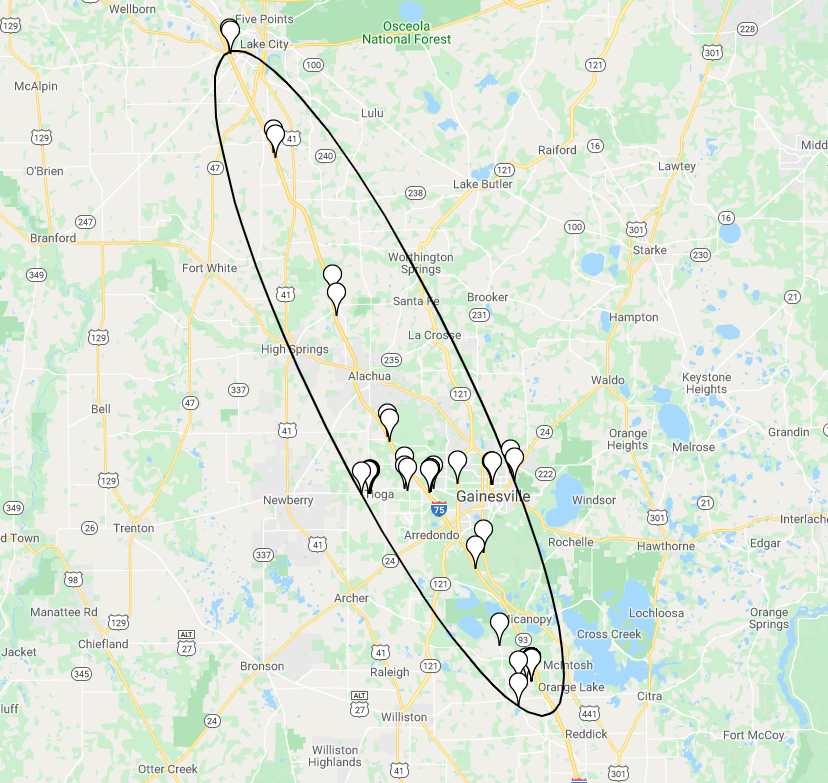 Wellborn
Five Points
129
Lake City
Osceola
National Forest
228
301
100
121
McAlpin
Lulu
129
41
240
Raiford
16
Midd
O'Brien
47
121
Lawtey
Lake Butler
238
247
100
16
Branford
301
Starke
230
349
Fort White
Worthington
Springs
41
Santa Fe
Brooker
231
21
Hampton
129
La Crosse
High Springs
235
Alachua
Waldo
Keystone
Heights
237
121
47
Bell
41
24
Orange
Heights
Grandin
Melrose
222
129
Newberry
Tioga
Gainesville
Windsor
21
349
75
301
26
Trenton
Interlache
d Town
41
Arredondo
Rochelle
Hawthorne
Edgar
337
24
98
121
Archer
Manattee Rd
129
Lochloosa
Orange
Springs
Micanopy
Cross Creek
ALT
27
93
Chiefland
Jacket
41
345
Bronson
Raleigh
121
McIntosh
Orange Lake
Citra
ALT
27
luff
24
Williston
441
Reddick
Fort McCoy
Williston
Highlands
Otter Creek
41
301